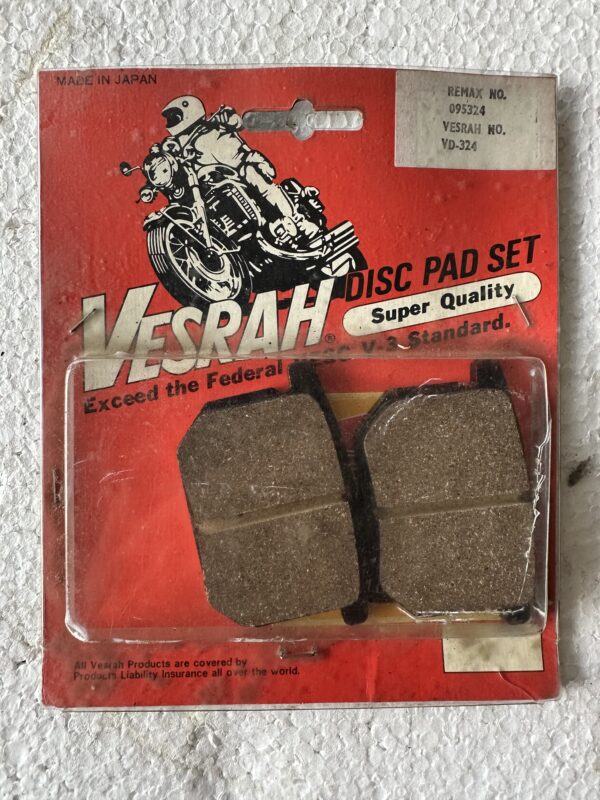 MADE IN JAPAN
REMAX NO.
095324
VESRAH NO.
VD-324
DISC PAD SET
Super Quality
VESRAH®
Exceed the Federal V-3 Standard.
All Vesrah Products are covered by
Products Liability Insurance all over the world.